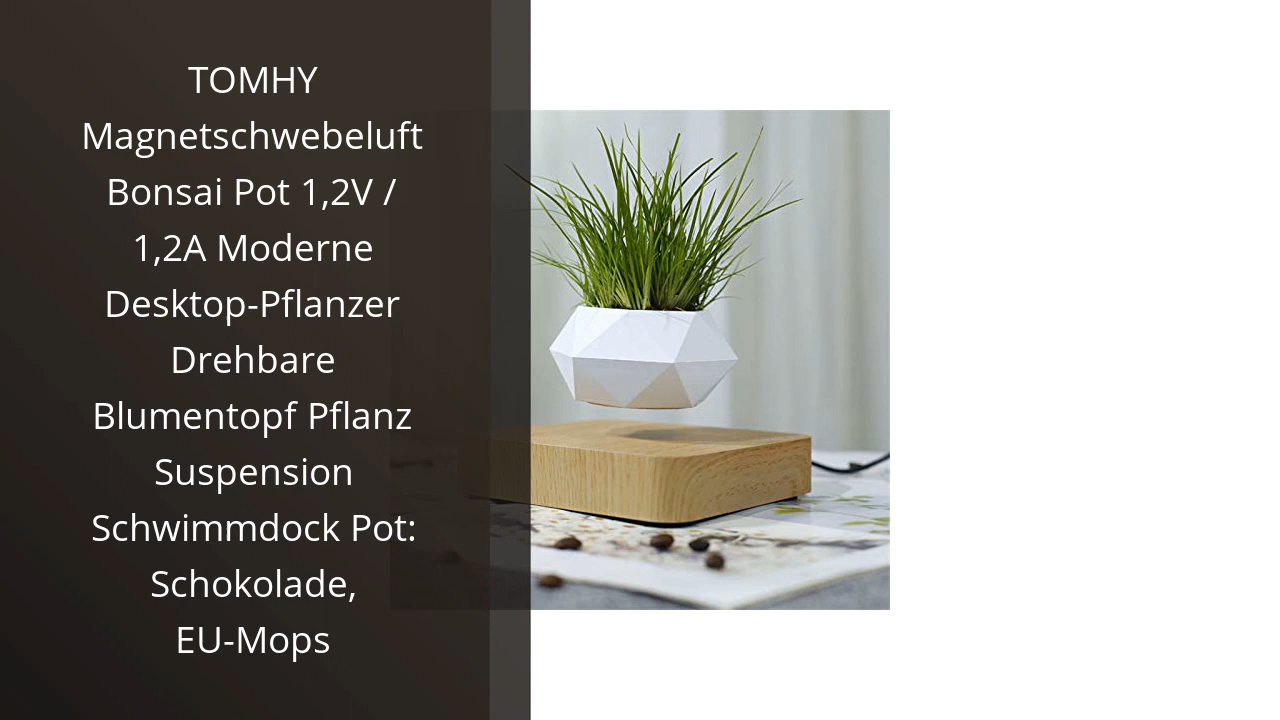 TOMHY
Magnetschwebeluft
Bonsai Pot 1,2V /
1,2A Moderne
Desktop-Pflanzer
Drehbare
Blumentopf Pflanz
Suspension
Schwimmdock Pot:
Schokolade,
EU-Mops